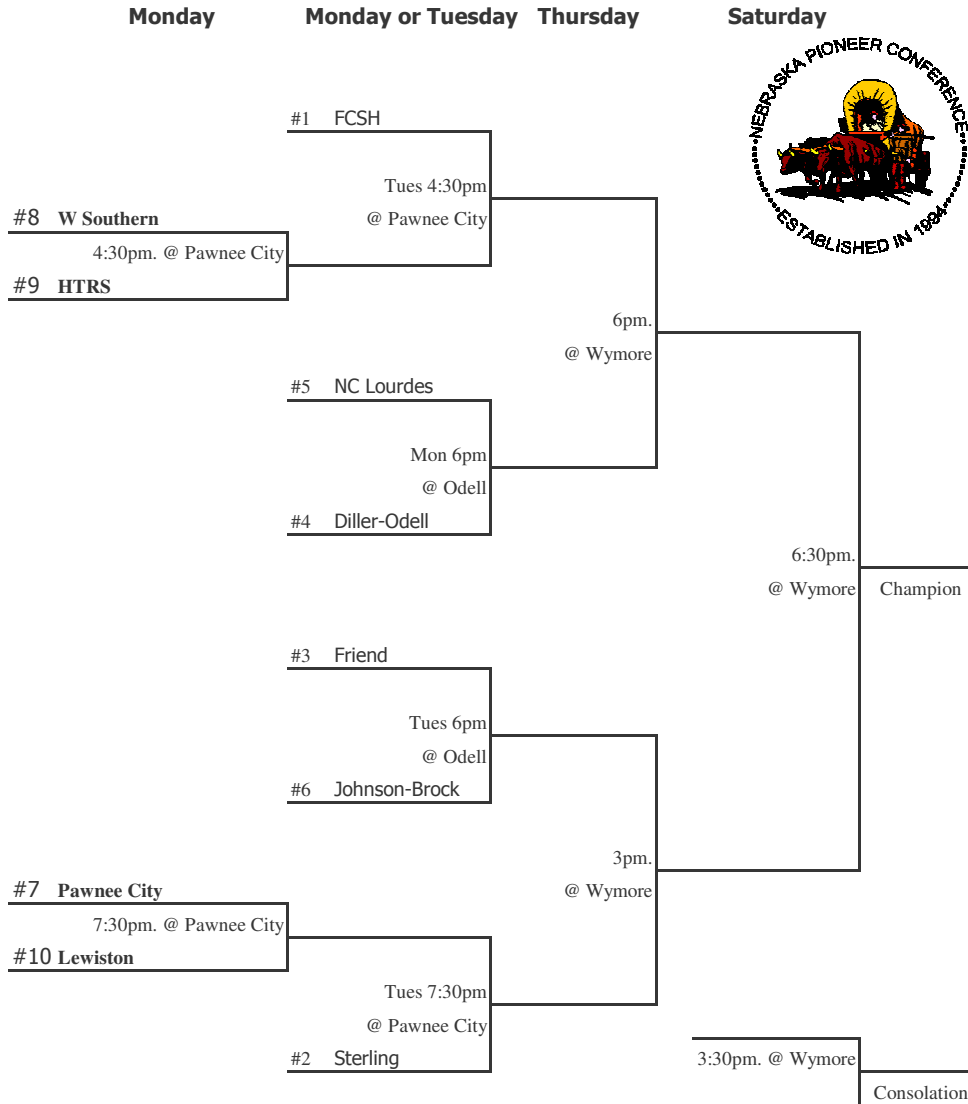 Monday Monday or Tuesday Thursday Saturday
NEBRASKA PIONEER CONFERENCE
ESTABLISHED IN 1994
#1 FCSH
Tues 4:30pm
@ Pawnee City
#8 W Southern
4:30pm. @ Pawnee City
#9 HTRS
6pm.
@ Wymore
#5 NC Lourdes
Mon 6pm
@ Odell
#4 Diller-Odell
6:30pm.
@ Wymore
Champion
#3 Friend
Tues 6pm
@ Odell
#6 Johnson-Brock
3pm.
@ Wymore
#7 Pawnee City
7:30pm. @ Pawnee City
#10 Lewiston
Tues 7:30pm
@ Pawnee City
#2 Sterling
3:30pm. @ Wymore
Consolation